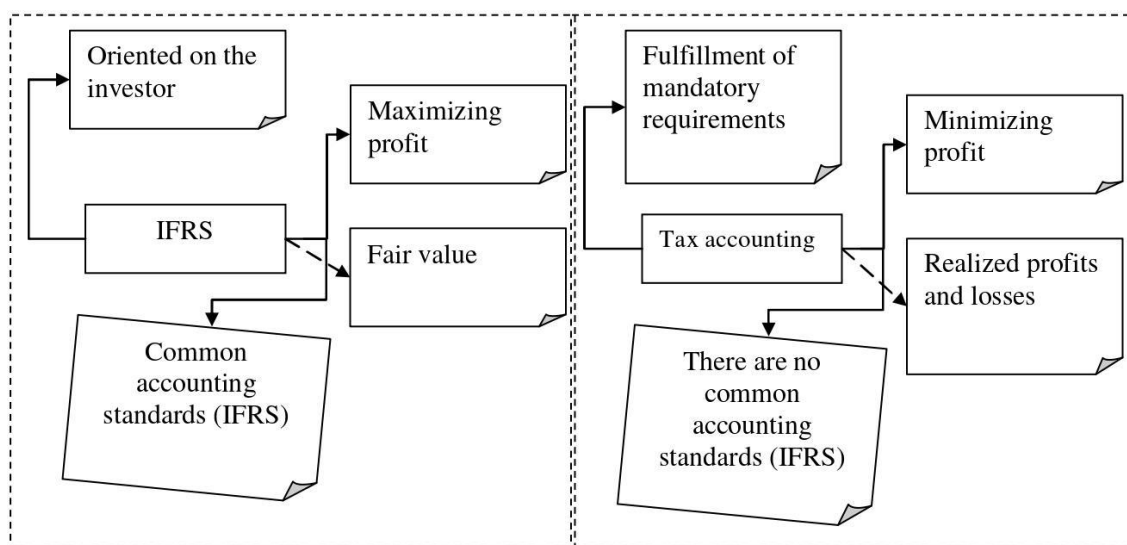 Oriented on the
investor
Maximizing
profit
IFRS
Fair value
Common
accounting
standards (IFRS)
Fulfillment of
mandatory
requirements
Minimizing
profit
Tax accounting
Realized profits
and losses
There are no
common
accounting
standards (IFRS)